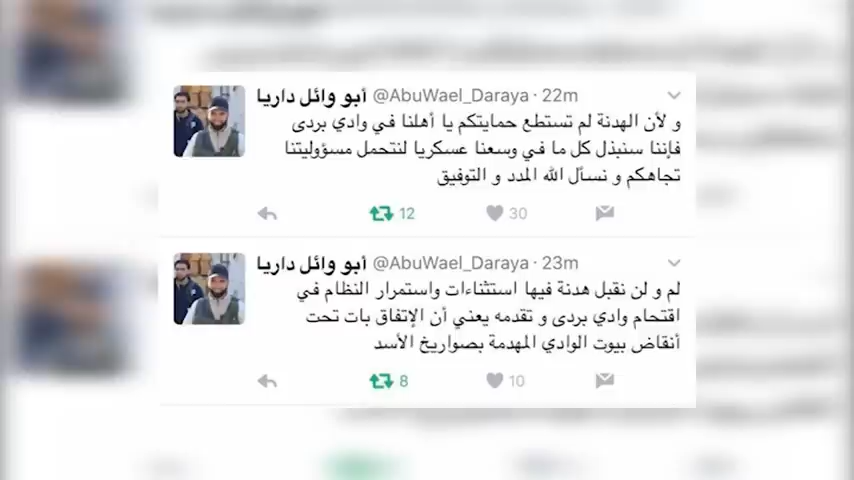 أبو وائل داريا @AbuWael_Daraya · 22m
و لأن الهدنة لم تستطع حمايتكم يا أهلنا في وادي بردى
فإننا سنبذل كل ما في وسعنا عسكريا لنتحمل مسؤوليتنا
تجاهكم و نسأل الله المدد و التوفيق
12 30
أبو وائل داريا @AbuWael_Daraya · 23m
لم و لن نقبل هدنة فيها استثناءات واستمرار النظام في
اقتحام وادي بردى و تقدمه يعني أن الإتفاق بات تحت
أنقاض بيوت الوادي المهدمة بصواريخ الأسد
8 10